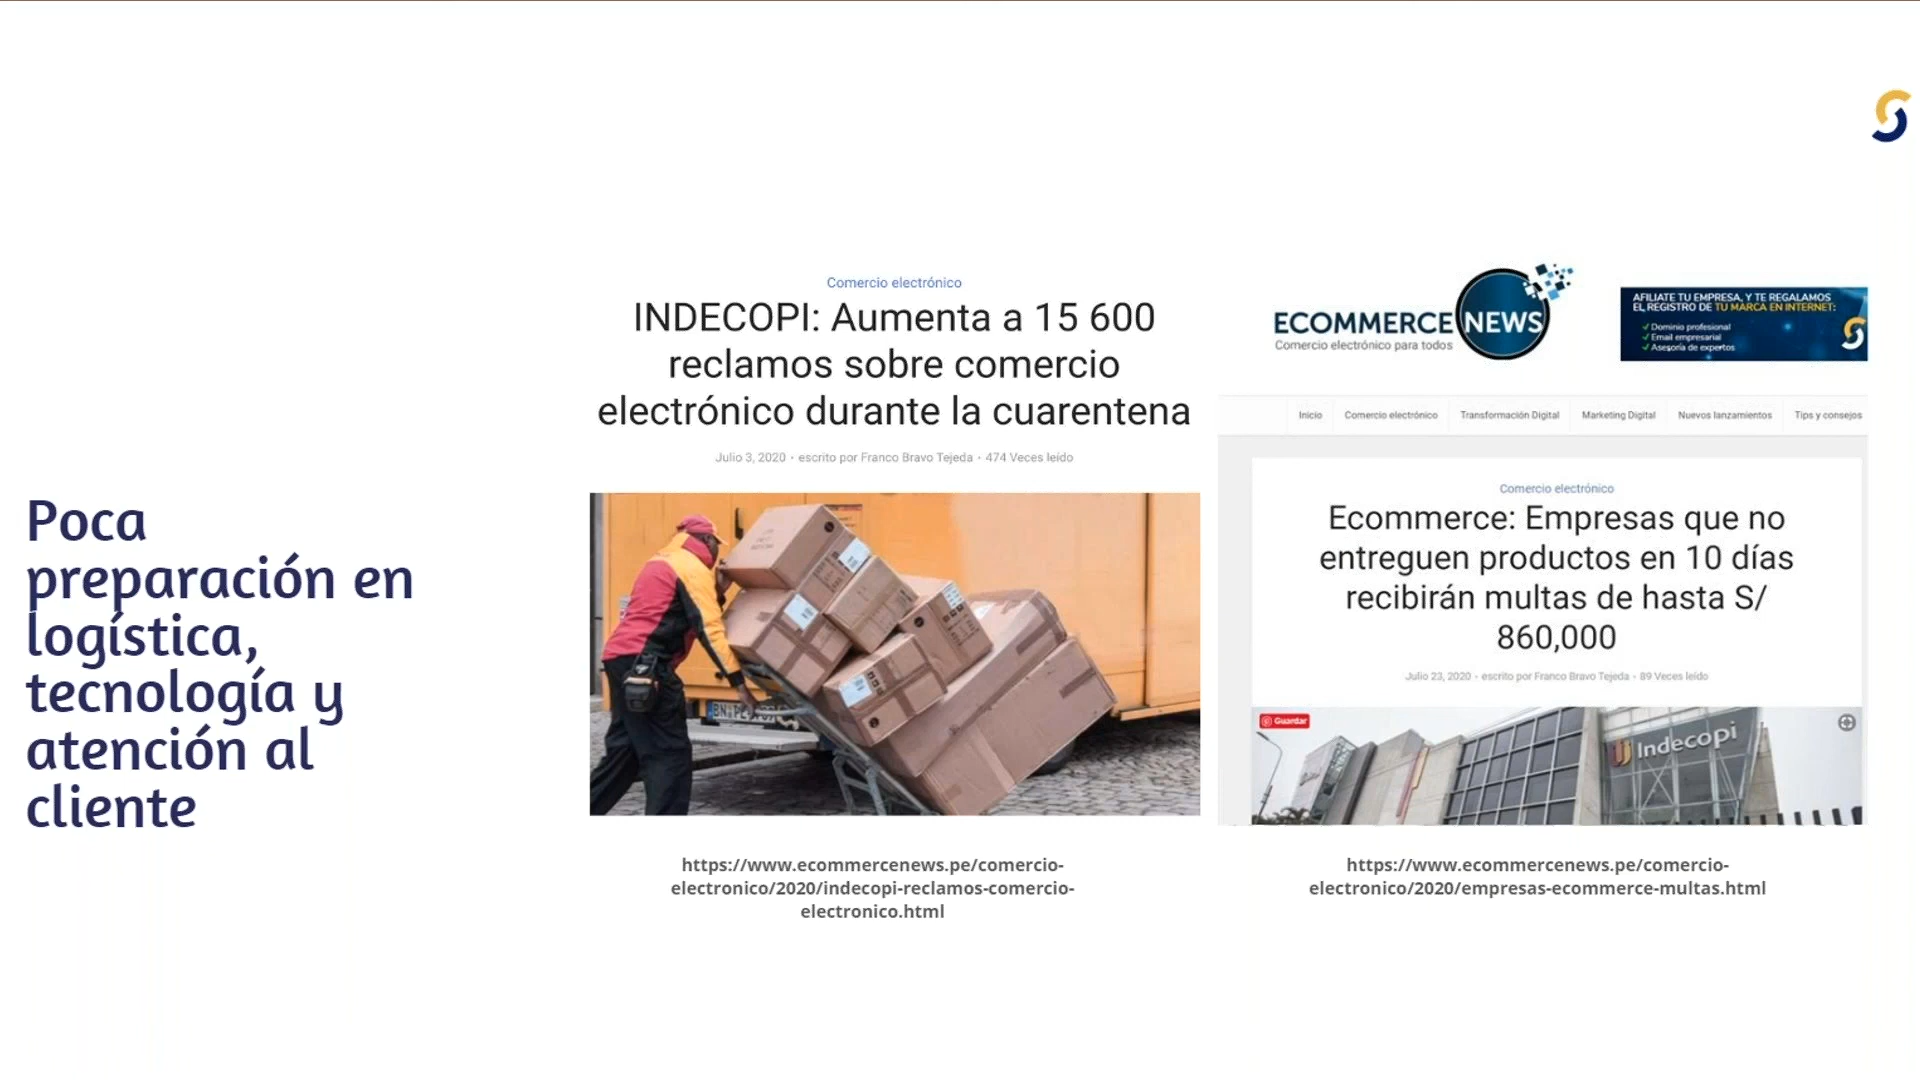 Poca
preparación en
logística,
tecnología y
atención al
cliente
Comercio electrónico
INDECOPI: Aumenta a 15 600
reclamos sobre comercio
electrónico durante la cuarentena
Julio 3, 2020 · escrito por Franco Bravo Tejeda · 474 Veces leído
https://www.ecommercenews.pe/comercio-
electronico/2020/indecopi-reclamos-comercio-
electronico.html
ECOMMERCE NEWS
Comercio electrónico para todos
AFILIATE TU EMPRESA, Y TE REGALAMOS
EL REGISTRO DE TU MARCA EN INTERNET:
✓ Dominio profesional
✓ Email empresarial
✓ Asesoría de expertos
Inicio Comercio electrónico Transformación Digital Marketing Digital Nuevos lanzamientos Tips y consejos
Comercio electrónico
Ecommerce: Empresas que no
entreguen productos en 10 días
recibirán multas de hasta S/
860,000
Julio 23, 2020 · escrito por Franco Bravo Tejeda · 89 Veces leído
Guardar
Indecopi
https://www.ecommercenews.pe/comercio-
electronico/2020/empresas-ecommerce-multas.html